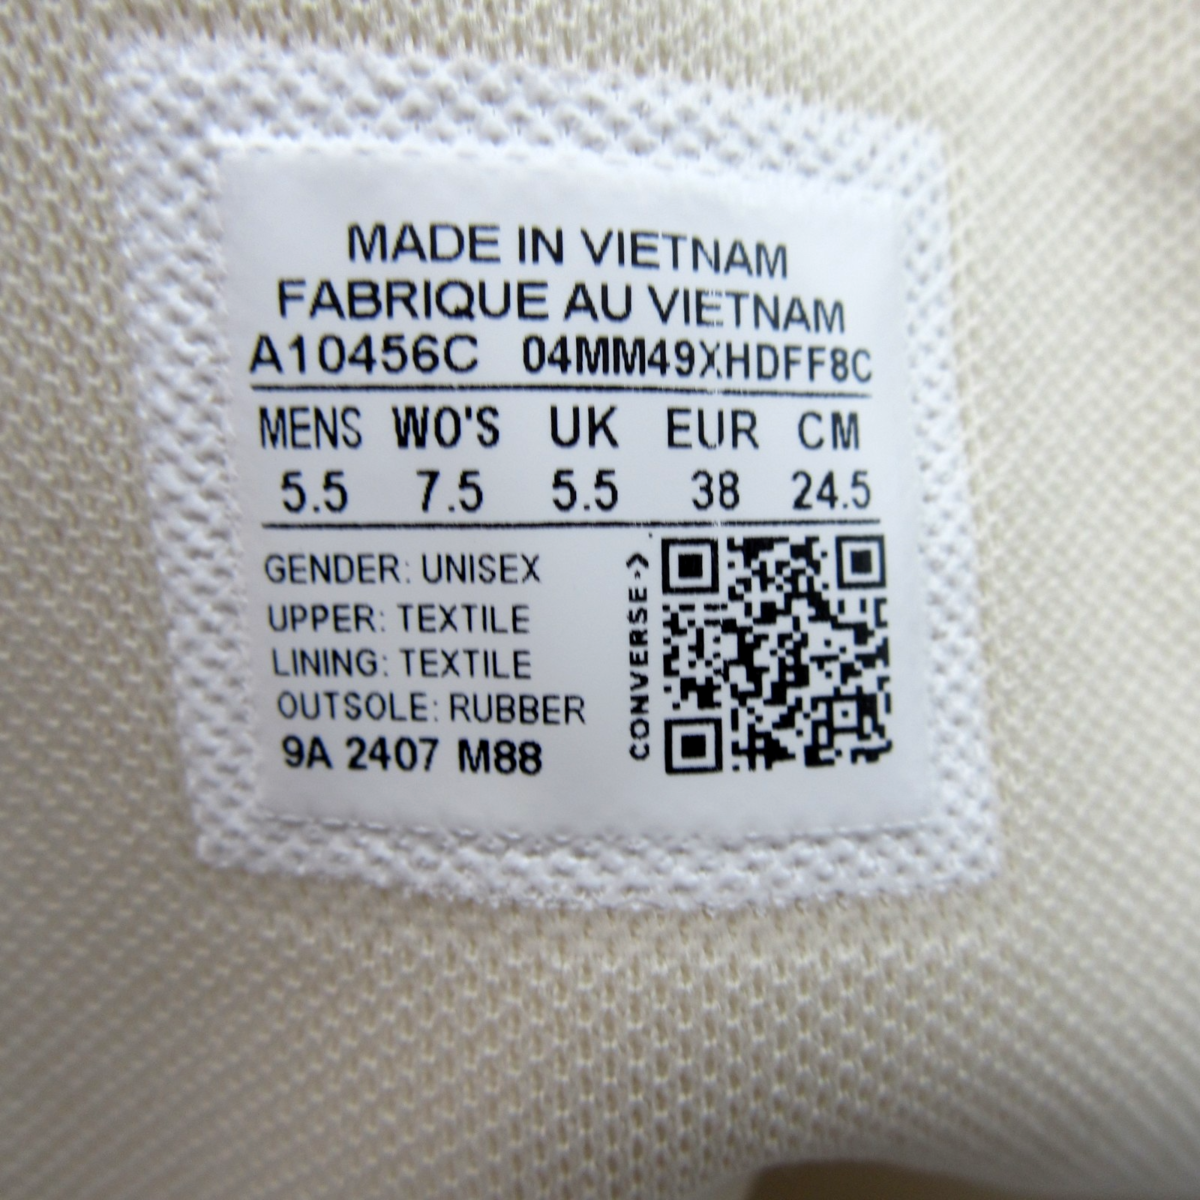 MADE IN VIETNAM
FABRIQUE AU VIETNAM
A10456C 04MM49XHDFF8C
MENS WO'S UK EUR CM
5.5 7.5 5.5 38 24.5
GENDER: UNISEX
UPPER: TEXTILE
LINING: TEXTILE
OUTSOLE: RUBBER
9A 2407 M88
CONVERSE